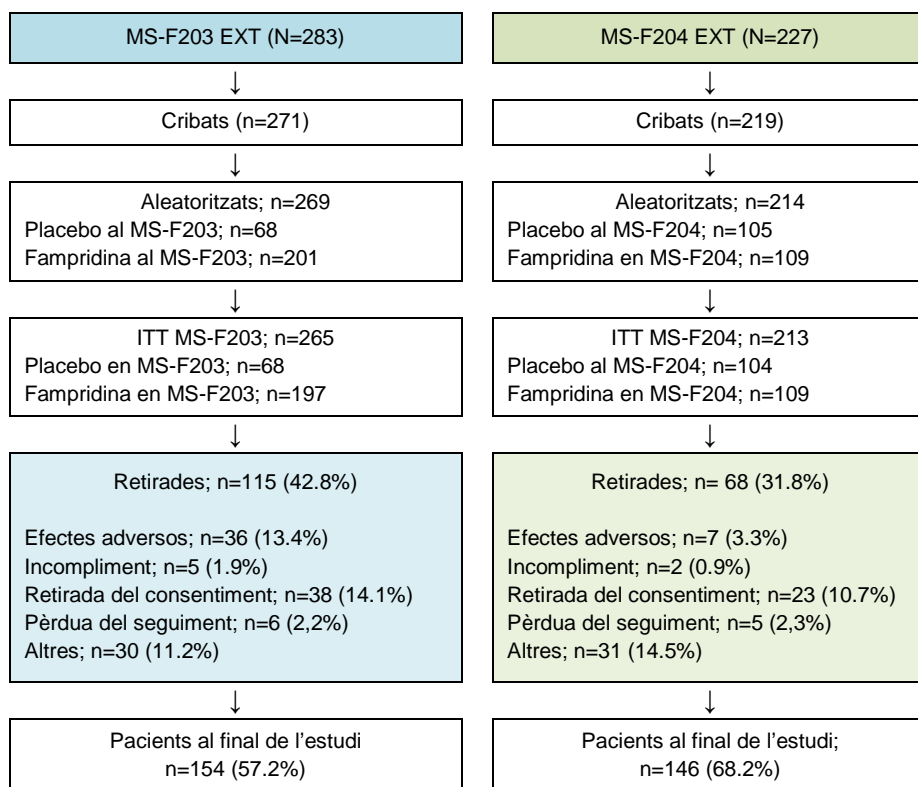 MS-F203 EXT (N=283)
↓
Cribats (n=271)
↓
Aleatoritzats; n=269
Placebo al MS-F203; n=68
Fampridina al MS-F203; n=201
↓
ITT MS-F203; n=265
Placebo en MS-F203; n=68
Fampridina en MS-F203; n=197
↓
Retirades; n=115 (42.8%)
Efectes adversos; n=36 (13.4%)
Incompliment; n=5 (1.9%)
Retirada del consentiment; n=38 (14.1%)
Pèrdua del seguiment; n=6 (2,2%)
Altres; n=30 (11.2%)
↓
Pacients al final de l’estudi
n=154 (57.2%)
MS-F204 EXT (N=227)
↓
Cribats (n=219)
↓
Aleatoritzats; n=214
Placebo al MS-F204; n=105
Fampridina en MS-F204; n=109
↓
ITT MS-F204; n=213
Placebo al MS-F204; n=104
Fampridina en MS-F204; n=109
↓
Retirades; n= 68 (31.8%)
Efectes adversos; n=7 (3.3%)
Incompliment; n=2 (0.9%)
Retirada del consentiment; n=23 (10.7%)
Pèrdua del seguiment; n=5 (2,3%)
Altres; n=31 (14.5%)
↓
Pacients al final de l’estudi;
n=146 (68.2%)